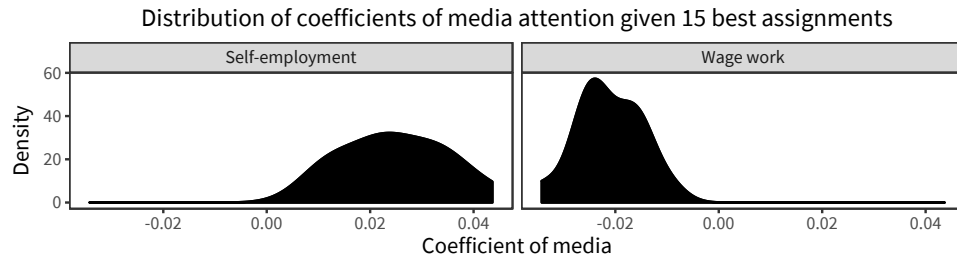 Distribution of coefficients of media attention given 15 best assignments
Self-employment
Wage work
Density
60
40
20
0
-0.02 0.00 0.02 0.04
-0.02 0.00 0.02 0.04
Coefficient of media